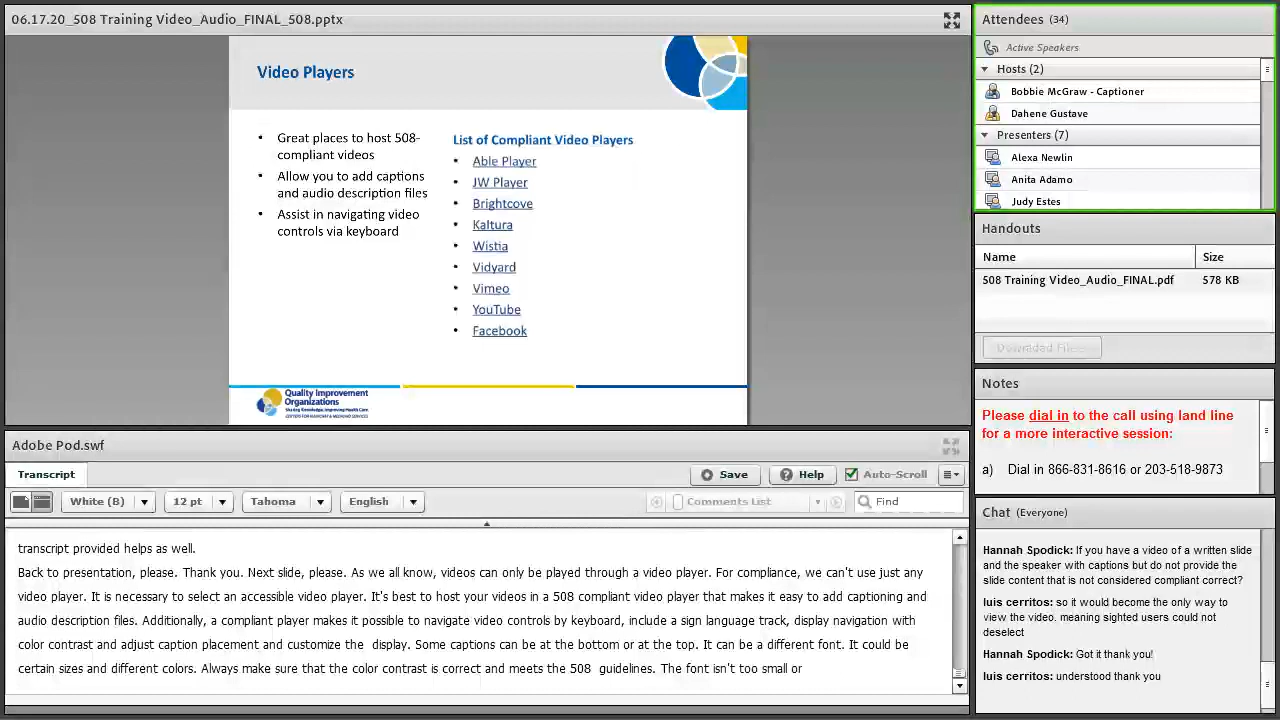 06.17.20_508 Training Video_Audio_FINAL_508.pptx
Video Players
• Great places to host 508-
compliant videos
• Allow you to add captions
and audio description files
• Assist in navigating video
controls via keyboard
List of Compliant Video Players
• Able Player
• JW Player
• Brightcove
• Kaltura
• Wistia
• Vidyard
• Vimeo
• YouTube
• Facebook
Quality Improvement
Organizations
Sharing Knowledge. Improving Health Care.
CENTERS FOR MEDICARE & MEDICAID SERVICES
Adobe Pod.swf
Transcript
Save
Help
Auto-Scroll
White (B)
12 pt
Tahoma
English
Comments List
Find
transcript provided helps as well.
Back to presentation, please. Thank you. Next slide, please. As we all know, videos can only be played through a video player. For compliance, we can't use just any
video player. It is necessary to select an accessible video player. It's best to host your videos in a 508 compliant video player that makes it easy to add captioning and
audio description files. Additionally, a compliant player makes it possible to navigate video controls by keyboard, include a sign language track, display navigation with
color contrast and adjust caption placement and customize the display. Some captions can be at the bottom or at the top. It can be a different font. It could be
certain sizes and different colors. Always make sure that the color contrast is correct and meets the 508 guidelines. The font isn't too small or
Attendees (34)
Active Speakers
Hosts (2)
Bobbie McGraw - Captioner
Dahene Gustave
Presenters (7)
Alexa Newlin
Anita Adamo
Judy Estes
Handouts
Name Size
508 Training Video_Audio_FINAL.pdf 578 KB
Download File(s)
Notes
Please dial in to the call using land line
for a more interactive session:
a) Dial in 866-831-8616 or 203-518-9873
Chat (Everyone)
Hannah Spodick: If you have a video of a written slide
and the speaker with captions but do not provide the
slide content that is not considered compliant correct?
luis cerritos: so it would become the only way to
view the video. meaning sighted users could not
deselect
Hannah Spodick: Got it thank you!
luis cerritos: understood thank you